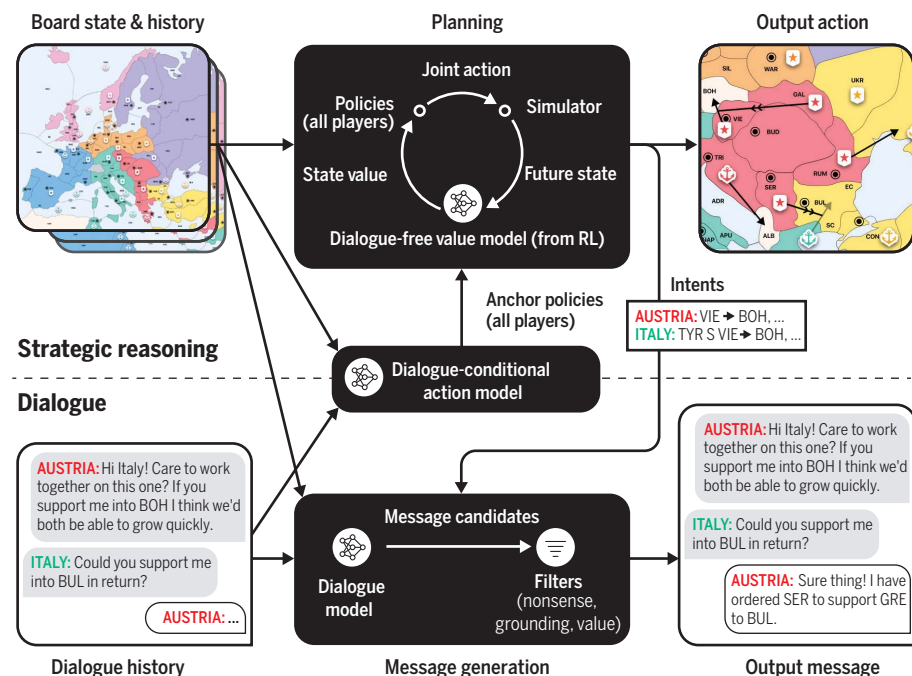 Board state & history
Planning
Output action
Joint action
Policies
(all players)
Simulator
State value
Future state
Dialogue-free value model (from RL)
SIL
WAR
UKR
BOH
GAL
VIE
BUD
TRI
RUM
SER
EC
ADR
BUL
SC
NAP
APU
ALB
CON
Anchor policies
(all players)
Intents
AUSTRIA: VIE → BOH, ...
ITALY: TYR S VIE → BOH, ...
Strategic reasoning
Dialogue-conditional
action model
Dialogue
AUSTRIA: Hi Italy! Care to work
together on this one? If you
support me into BOH I think we'd
both be able to grow quickly.
ITALY: Could you support me
into BUL in return?
AUSTRIA: ...
Dialogue history
Message candidates
Dialogue
model
Filters
(nonsense,
grounding, value)
Message generation
AUSTRIA: Hi Italy! Care to work
together on this one? If you
support me into BOH I think we'd
both be able to grow quickly.
ITALY: Could you support me
into BUL in return?
AUSTRIA: Sure thing! I have
ordered SER to support GRE
to BUL.
Output message